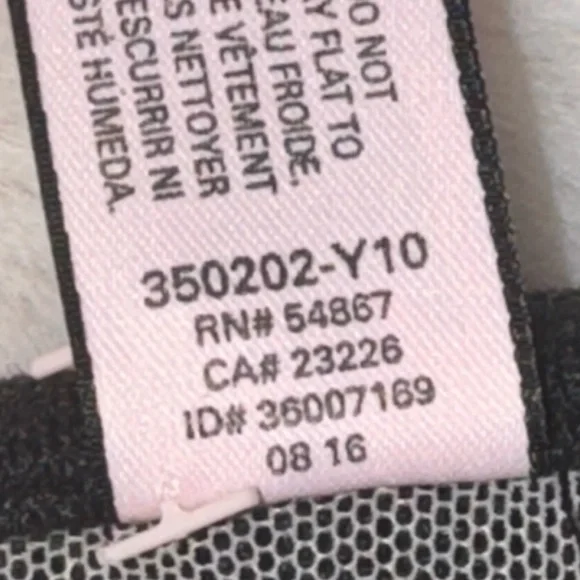 O NOT
Y FLAT TO
EAU FROIDE.
E VÊTEMENT
S NETTOYER
ESCURRIR NI
STÉ HÚMEDA.
350202-Y10
RN# 54867
CA# 23226
ID# 36007169
08 16